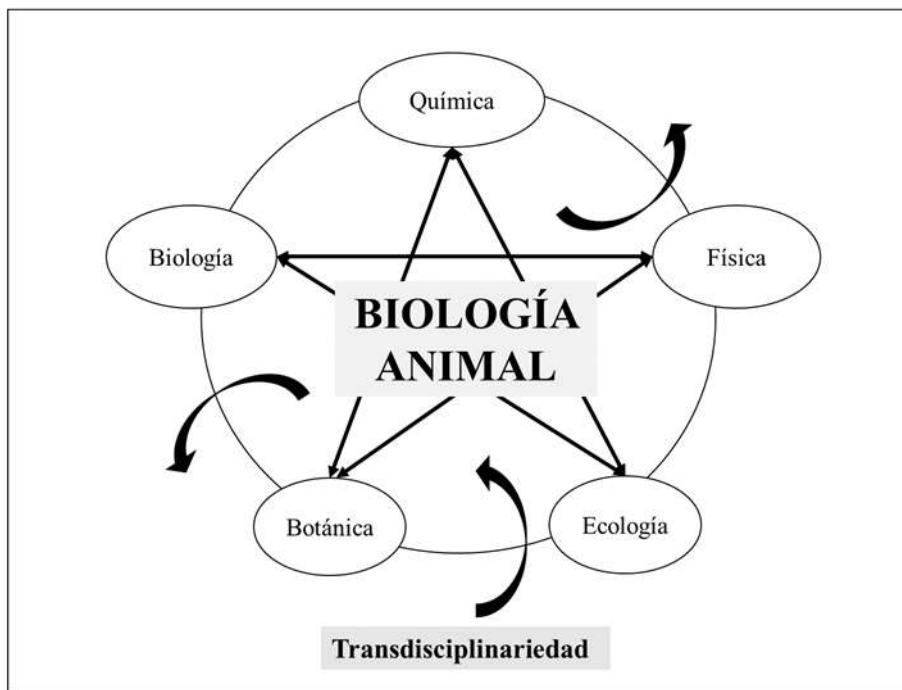 Química
Biología
Física
BIOLOGÍA
ANIMAL
Botánica
Ecología
Transdisciplinariedad